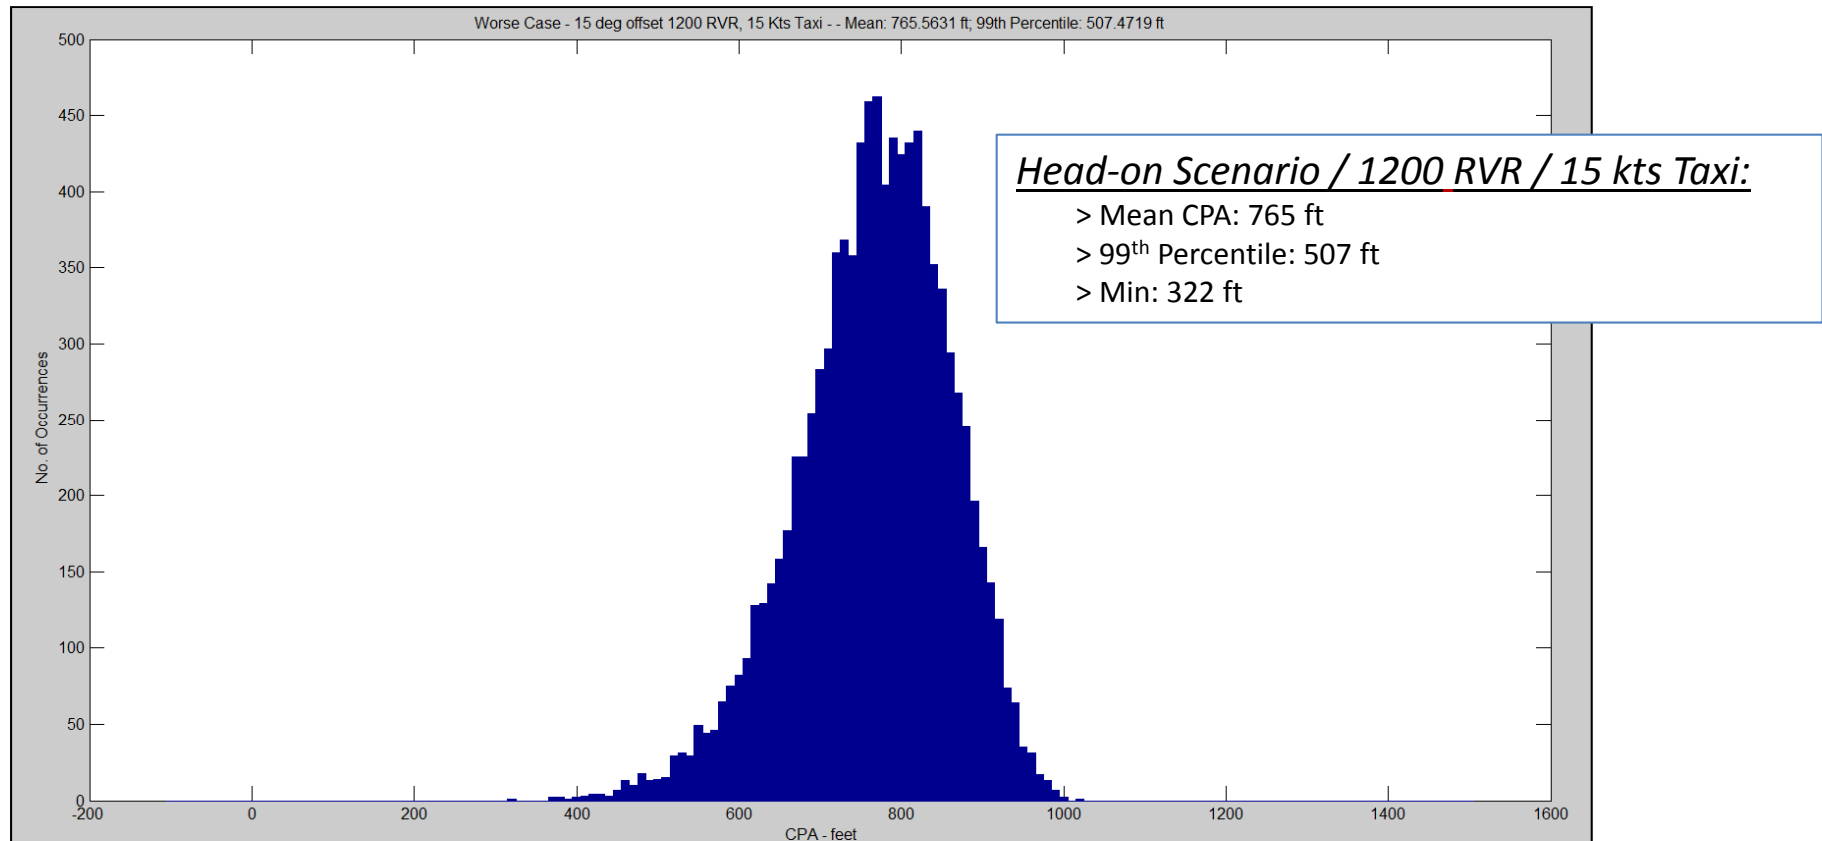 Worse Case - 15 deg offset 1200 RVR, 15 Kts Taxi - - Mean: 765.5631 ft; 99th Percentile: 507.4719 ft
500
450
400
350
300
250
200
150
100
50
0
No. of Occurrences
-200 0 200 400 600 800 1000 1200 1400 1600
CPA - feet
Head-on Scenario / 1200 RVR / 15 kts Taxi:
> Mean CPA: 765 ft
> 99th Percentile: 507 ft
> Min: 322 ft